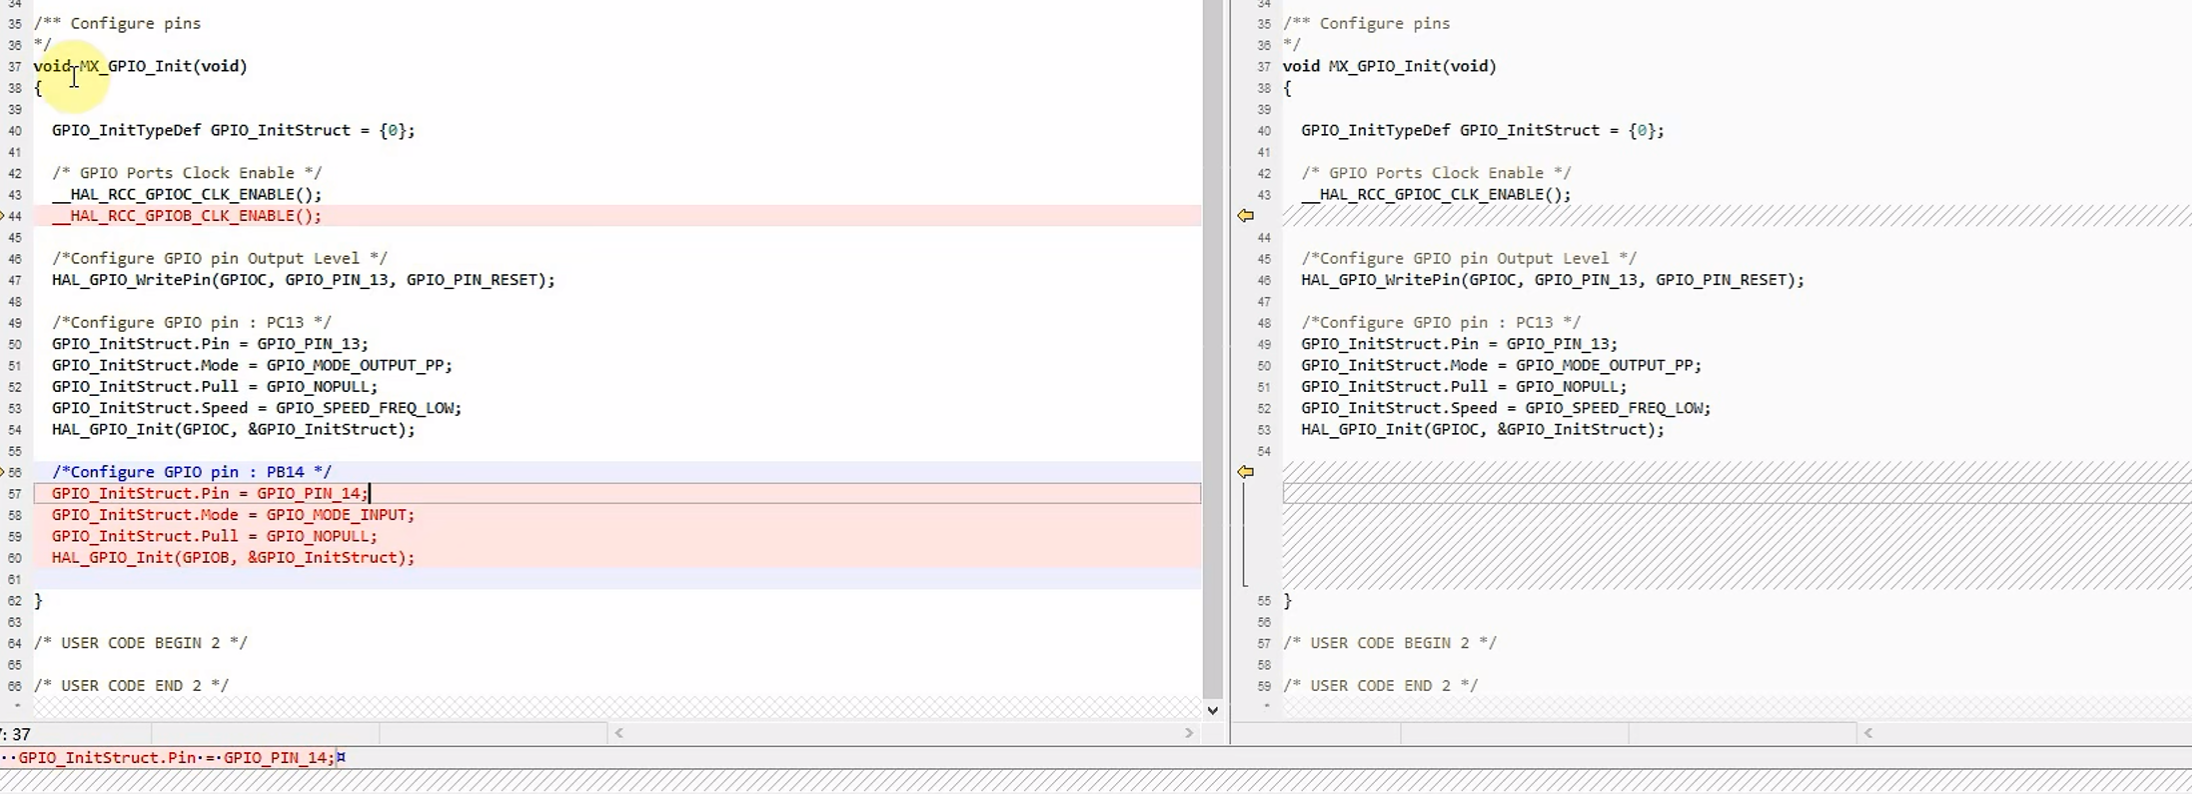 34
35 /** Configure pins
36 */
37 void MX_GPIO_Init(void)
38 {
39
40 GPIO_InitTypeDef GPIO_InitStruct = {0};
41
42 /* GPIO Ports Clock Enable */
43 __HAL_RCC_GPIOC_CLK_ENABLE();
44 __HAL_RCC_GPIOB_CLK_ENABLE();
45
46 /*Configure GPIO pin Output Level */
47 HAL_GPIO_WritePin(GPIOC, GPIO_PIN_13, GPIO_PIN_RESET);
48
49 /*Configure GPIO pin : PC13 */
50 GPIO_InitStruct.Pin = GPIO_PIN_13;
51 GPIO_InitStruct.Mode = GPIO_MODE_OUTPUT_PP;
52 GPIO_InitStruct.Pull = GPIO_NOPULL;
53 GPIO_InitStruct.Speed = GPIO_SPEED_FREQ_LOW;
54 HAL_GPIO_Init(GPIOC, &GPIO_InitStruct);
55
56 /*Configure GPIO pin : PB14 */
57 GPIO_InitStruct.Pin = GPIO_PIN_14;
58 GPIO_InitStruct.Mode = GPIO_MODE_INPUT;
59 GPIO_InitStruct.Pull = GPIO_NOPULL;
60 HAL_GPIO_Init(GPIOB, &GPIO_InitStruct);
61
62 }
63
64 /* USER CODE BEGIN 2 */
65
66 /* USER CODE END 2 */
34
35 /** Configure pins
36 */
37 void MX_GPIO_Init(void)
38 {
39
40 GPIO_InitTypeDef GPIO_InitStruct = {0};
41
42 /* GPIO Ports Clock Enable */
43 __HAL_RCC_GPIOC_CLK_ENABLE();
44
45 /*Configure GPIO pin Output Level */
46 HAL_GPIO_WritePin(GPIOC, GPIO_PIN_13, GPIO_PIN_RESET);
47
48 /*Configure GPIO pin : PC13 */
49 GPIO_InitStruct.Pin = GPIO_PIN_13;
50 GPIO_InitStruct.Mode = GPIO_MODE_OUTPUT_PP;
51 GPIO_InitStruct.Pull = GPIO_NOPULL;
52 GPIO_InitStruct.Speed = GPIO_SPEED_FREQ_LOW;
53 HAL_GPIO_Init(GPIOC, &GPIO_InitStruct);
54
55 }
56
57 /* USER CODE BEGIN 2 */
58
59 /* USER CODE END 2 */
: 37
··GPIO_InitStruct.Pin·=·GPIO_PIN_14;¤